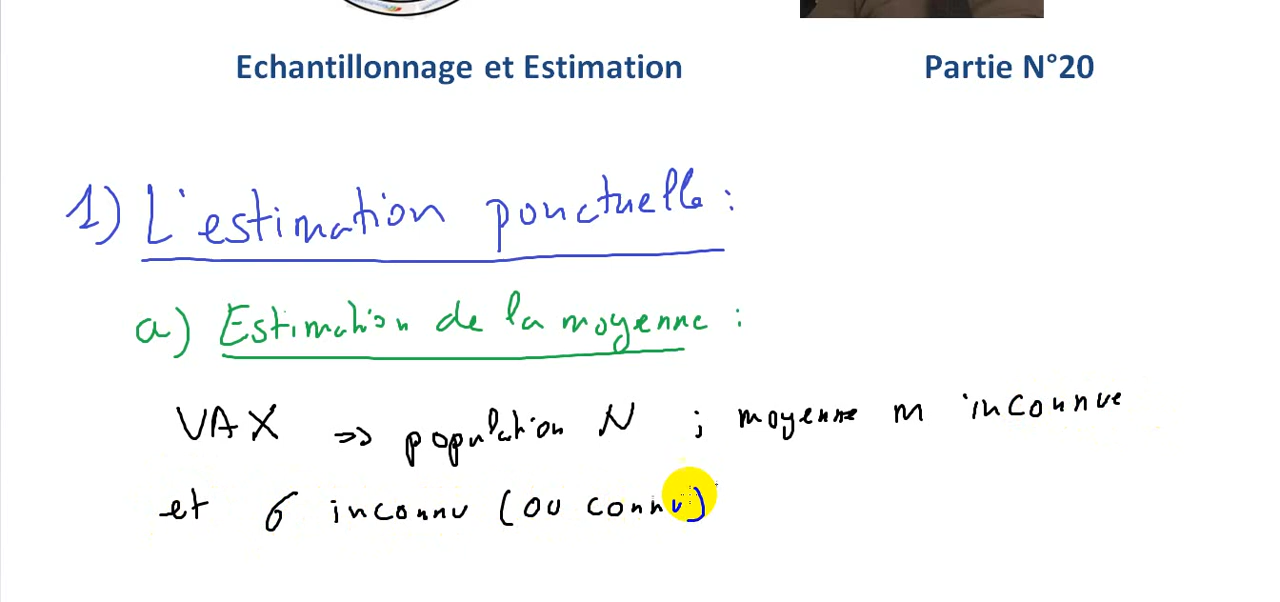 Echantillonnage et Estimation Partie N°20
1) L'estimation ponctuelle :
a) Estimation de la moyenne :
VAX => population N ; moyenne m inconnue
et σ inconnu (ou connu)